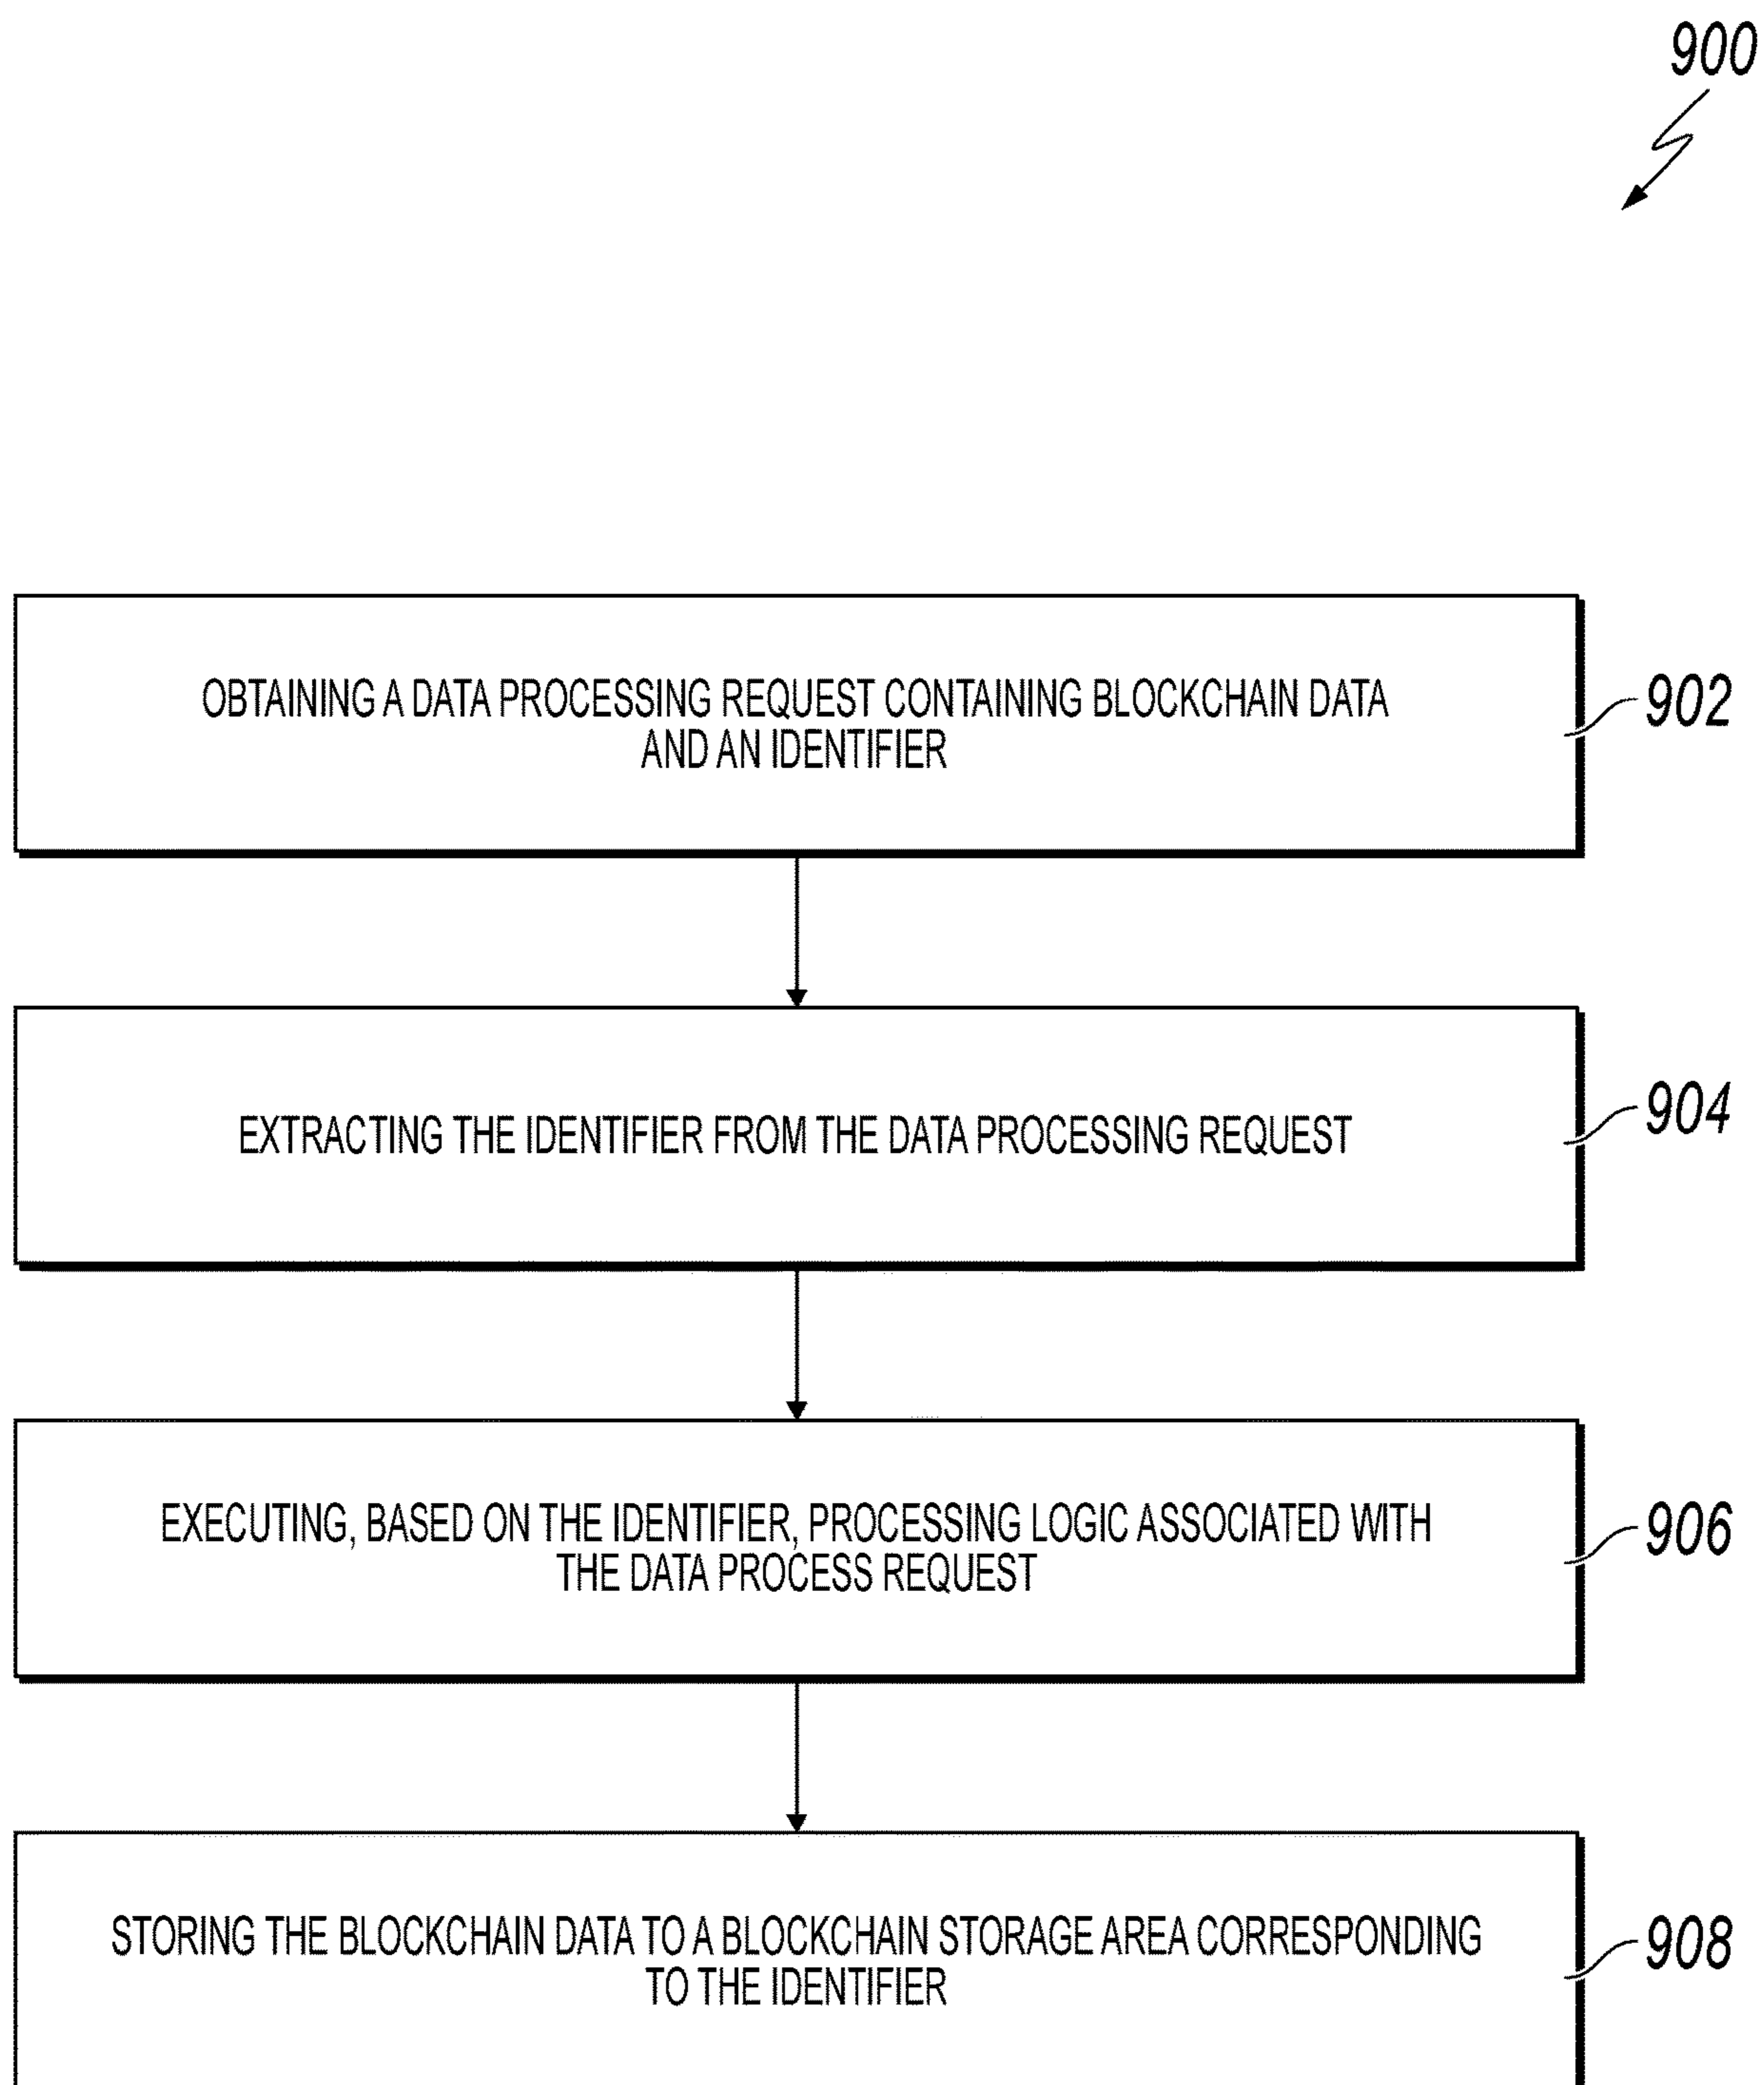 900
OBTAINING A DATA PROCESSING REQUEST CONTAINING BLOCKCHAIN DATA
AND AN IDENTIFIER
902
EXTRACTING THE IDENTIFIER FROM THE DATA PROCESSING REQUEST
904
EXECUTING, BASED ON THE IDENTIFIER, PROCESSING LOGIC ASSOCIATED WITH
THE DATA PROCESS REQUEST
906
STORING THE BLOCKCHAIN DATA TO A BLOCKCHAIN STORAGE AREA CORRESPONDING
TO THE IDENTIFIER
908